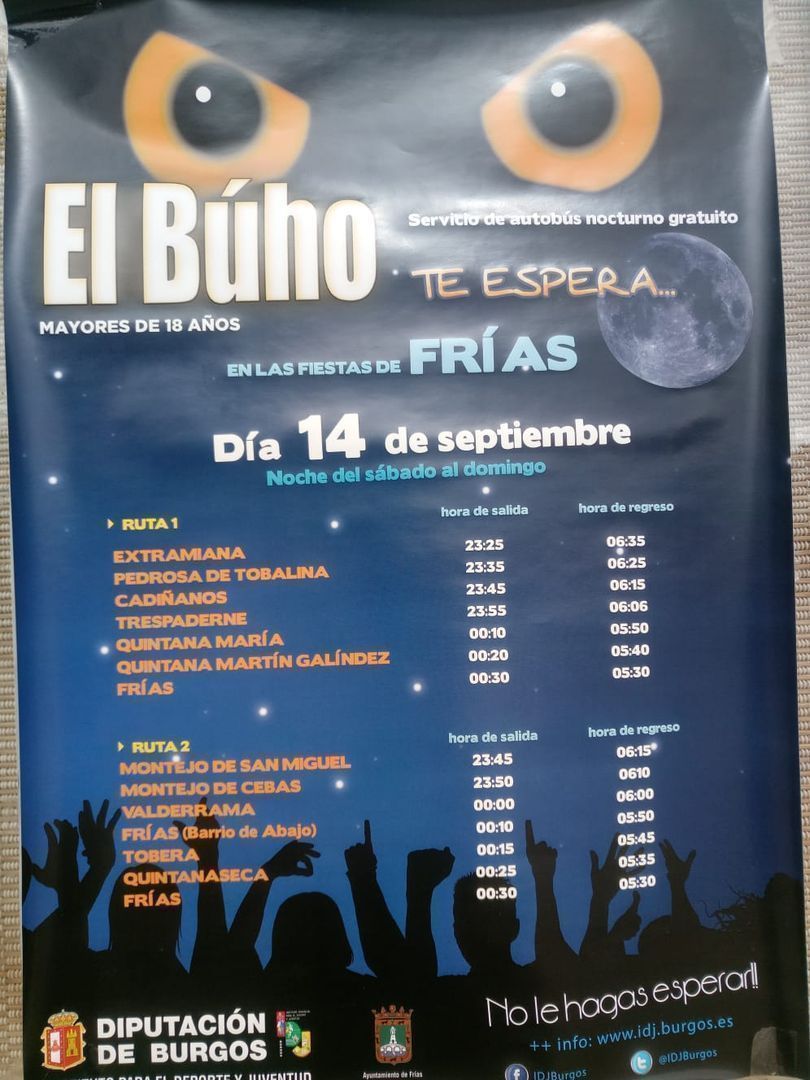 El Búho
Servicio de autobús nocturno gratuito
TE ESPERA...
MAYORES DE 18 AÑOS
EN LAS FIESTAS DE FRÍAS
Día 14 de septiembre
Noche del sábado al domingo
RUTA 1 hora de salida hora de regreso
EXTRAMIANA 23:25 06:35
PEDROSA DE TOBALINA 23:35 06:25
CADIÑANOS 23:45 06:15
TRESPADERNE 23:55 06:06
QUINTANA MARÍA 00:10 05:50
QUINTANA MARTÍN GALÍNDEZ 00:20 05:40
FRÍAS 00:30 05:30
RUTA 2 hora de salida hora de regreso
MONTEJO DE SAN MIGUEL 23:45 06:15
MONTEJO DE CEBAS 23:50 0610
VALDERRAMA 00:00 06:00
FRÍAS (Barrio de Abajo) 00:10 05:50
TOBERA 00:15 05:45
QUINTANASECA 00:25 05:35
FRÍAS 00:30 05:30
No le hagas esperar!!
++ info: www.idj.burgos.es
IDJBurgos @IDJBurgos
DIPUTACIÓN
DE BURGOS
PARA EL DEPORTE Y JUVENTUD
Ayuntamiento de Frías